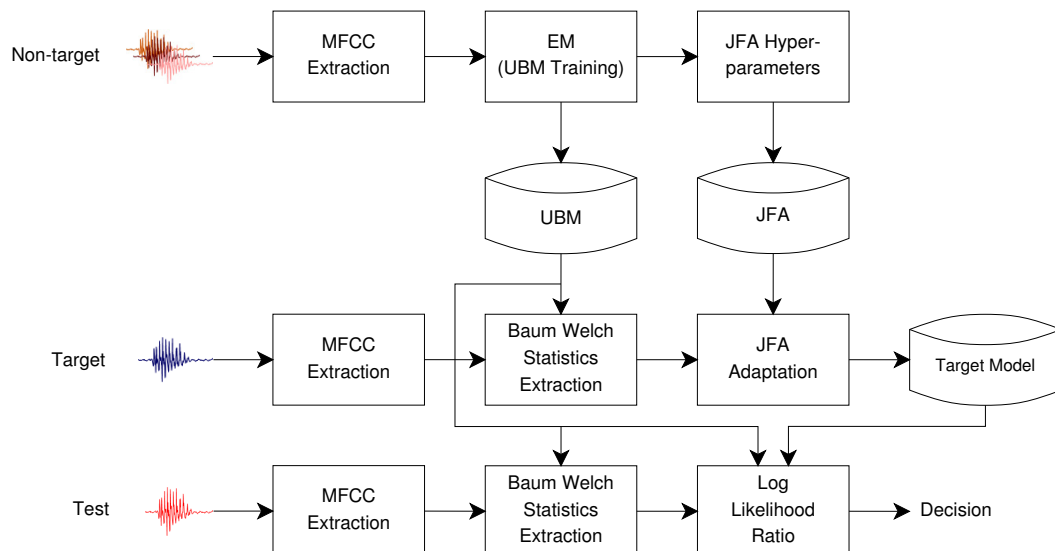 Non-target
MFCC
Extraction
EM
(UBM Training)
JFA Hyper-
parameters
UBM
JFA
Target
MFCC
Extraction
Baum Welch
Statistics
Extraction
JFA
Adaptation
Target Model
Test
MFCC
Extraction
Baum Welch
Statistics
Extraction
Log
Likelihood
Ratio
Decision